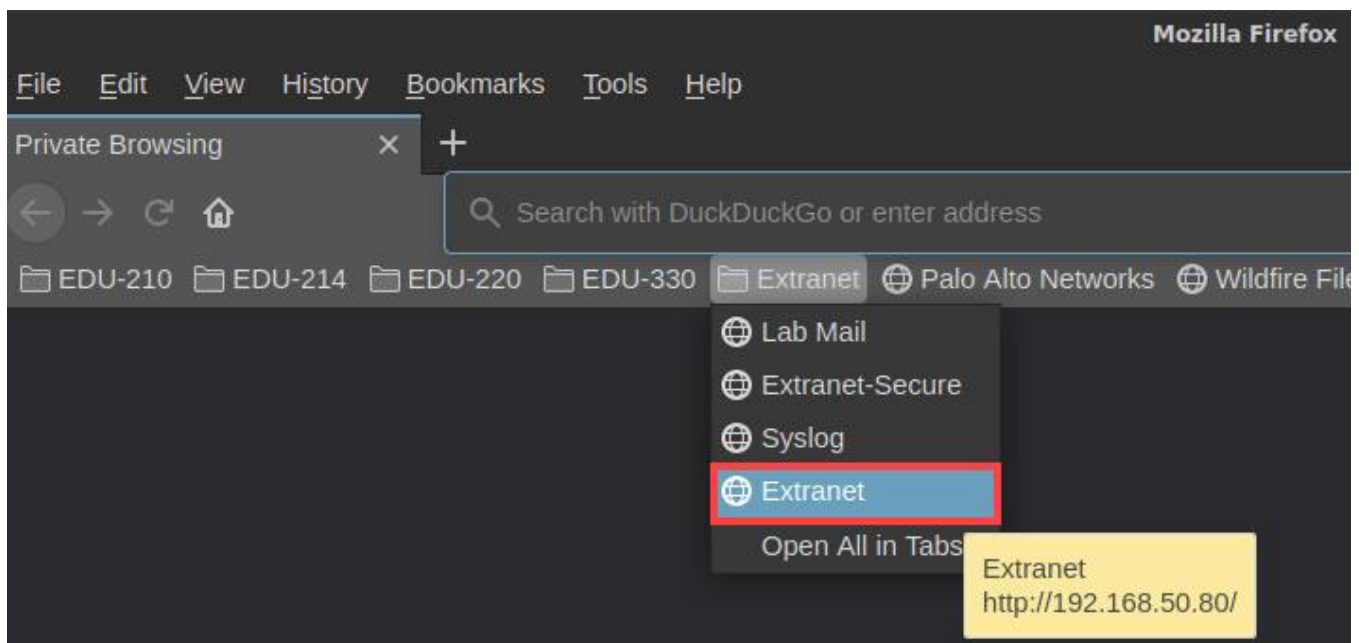 Mozilla Firefox
File Edit View History Bookmarks Tools Help
Private Browsing
Search with DuckDuckGo or enter address
EDU-210 EDU-214 EDU-220 EDU-330 Extranet Palo Alto Networks Wildfire File
Lab Mail
Extranet-Secure
Syslog
Extranet
Open All in Tabs
Extranet
http://192.168.50.80/